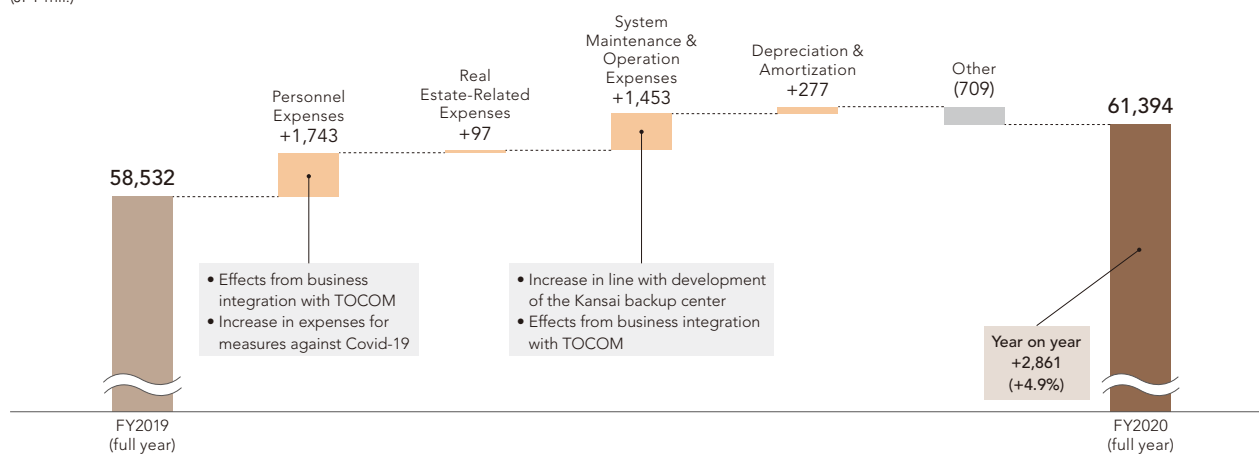 58,532
Personnel
Expenses
+1,743
Real
Estate-Related
Expenses
+97
System
Maintenance &
Operation
Expenses
+1,453
Depreciation &
Amortization
+277
Other
(709)
61,394
• Effects from business
integration with TOCOM
• Increase in expenses for
measures against Covid-19
• Increase in line with development
of the Kansai backup center
• Effects from business integration
with TOCOM
Year on year
+2,861
(+4.9%)
FY2019
(full year)
FY2020
(full year)